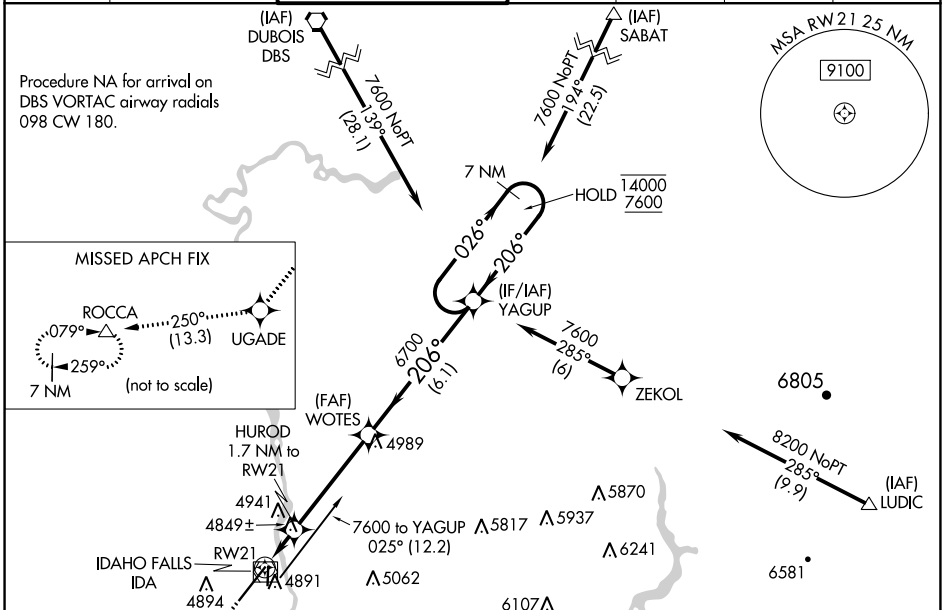 (IAF)
DUBOIS
DBS
(IAF)
SABAT
MSA RW21 25 NM
9100
Procedure NA for arrival on
DBS VORTAC airway radials
098 CW 180.
7600 NoPT
139°
(28.1)
7600 NoPT
194°
(22.5)
7 NM
HOLD
14000
7600
026°
206°
(IF/IAF)
YAGUP
MISSED APCH FIX
ROCCA
079°
259°
7 NM
250°
(13.3)
UGADE
(not to scale)
6700
206°
(6.1)
7600
285°
(6)
ZEKOL
6805
(FAF)
WOTES
4989
HUROD
1.7 NM to
RW21
8200 NoPT
285°
(9.9)
(IAF)
LUDIC
4941
4849±
5870
5937
5817
7600 to YAGUP
025° (12.2)
6241
IDAHO FALLS
IDA
RW21
4891
4894
5062
6581
6107